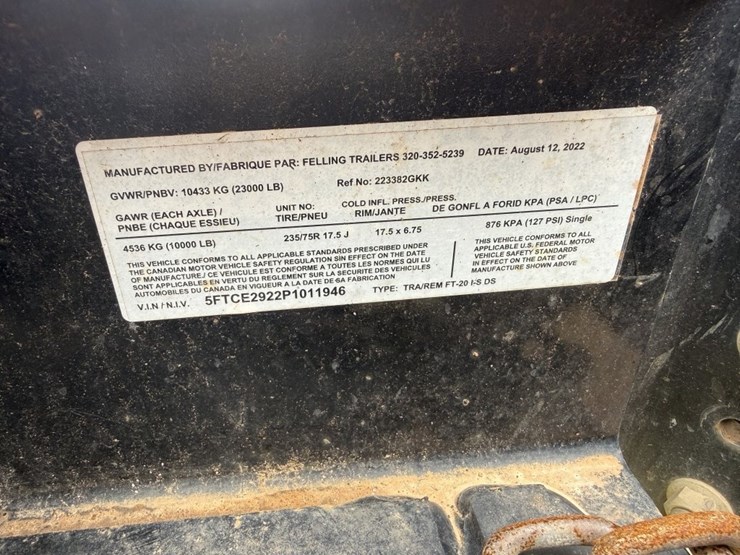 MANUFACTURED BY/FABRIQUE PAR: FELLING TRAILERS 320-352-5239 DATE: August 12, 2022
GVWR/PNBV: 10433 KG (23000 LB) Ref No: 223382GKK
GAWR (EACH AXLE) / UNIT NO: COLD INFL. PRESS./PRESS.
PNBE (CHAQUE ESSIEU) TIRE/PNEU RIM/JANTE DE GONFL A FORID KPA (PSA / LPC)
4536 KG (10000 LB) 235/75R 17.5 J 17.5 x 6.75 876 KPA (127 PSI) Single
THIS VEHICLE CONFORMS TO ALL APPLICABLE STANDARDS PRESCRIBED UNDER
THE CANADIAN MOTOR VEHICLE SAFETY REGULATION SIN EFFECT ON THE DATE
OF MANUFACTURE./ CE VEHICULE EST CONFORME A TOUTES LES NORMES QUI LU
SONT APPLICABLES EN VERTU DU REGLEMENT SUR LA SECURITE DES VEHICULES
AUTOMOBILES DU CANADA EN VIGUEUR A LA DATE DE-6A FABRICATION
THIS VEHICLE CONFORMS TO ALL
APPLICABLE U.S. FEDERAL MOTOR
VEHICLE SAFETY STANDARDS
IN EFFECT ON THE DATE OF
MANUFACTURE SHOWN ABOVE
V.I.N / N.I.V. 5FTCE2922P1011946 TYPE: TRA/REM FT-20 I-S DS